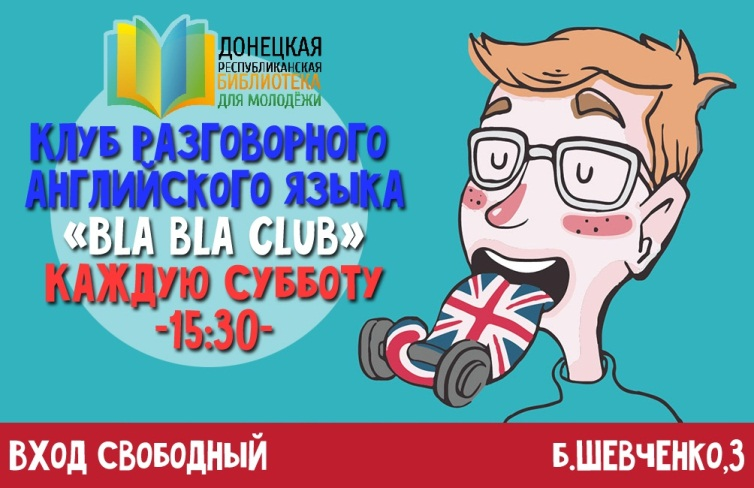 ДОНЕЦКАЯ
РЕСПУБЛИКАНСКАЯ
БИБЛИОТЕКА
ДЛЯ МОЛОДЁЖИ
КЛУБ РАЗГОВОРНОГО
АНГЛИЙСКОГО ЯЗЫКА
«BLA BLA CLUB»
КАЖДУЮ СУББОТУ
-15:30-
ВХОД СВОБОДНЫЙ
Б.ШЕВЧЕНКО,3